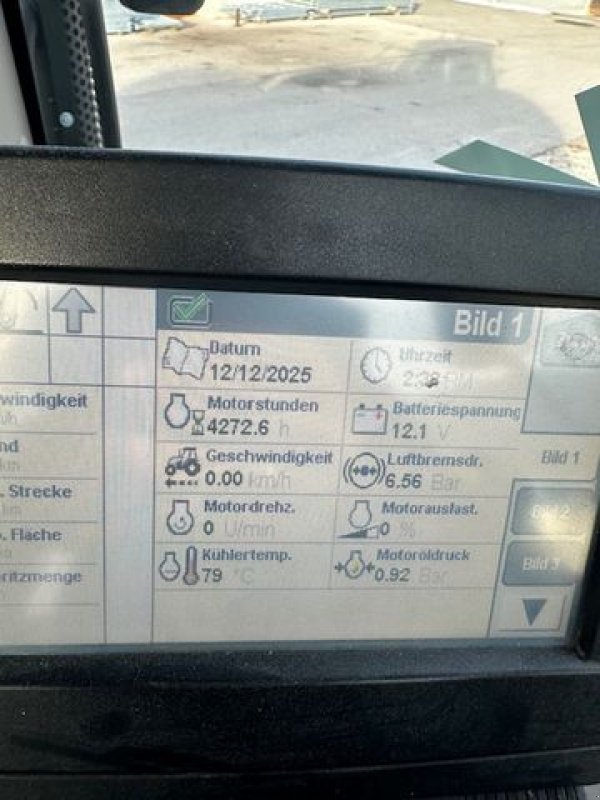 Bild 1
Datum
12/12/2025
Uhrzeit
Motorstunden
4272.6 h
Batteriespannung
12.1 V
Geschwindigkeit
0.00 km/h
Luftbremsdr.
6.56 Bar
Motordrehz.
0 U/min
Motorauslast.
0 %
Kühlertemp.
79 °C
Motoröldruck
0.92 Bar
windigkeit
nd
. Strecke
. Fläche
ritzmenge
Bild 1
Bild 2
Bild 3